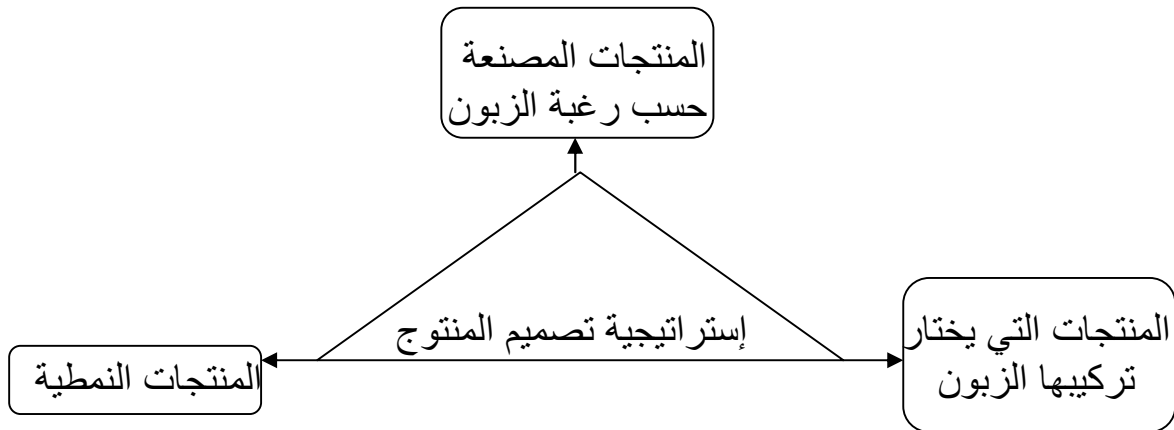 المنتجات المصنعة
حسب رغبة الزبون
إستراتيجية تصميم المنتوج
المنتجات التي يختار
تركيبها الزبون
المنتجات النمطية